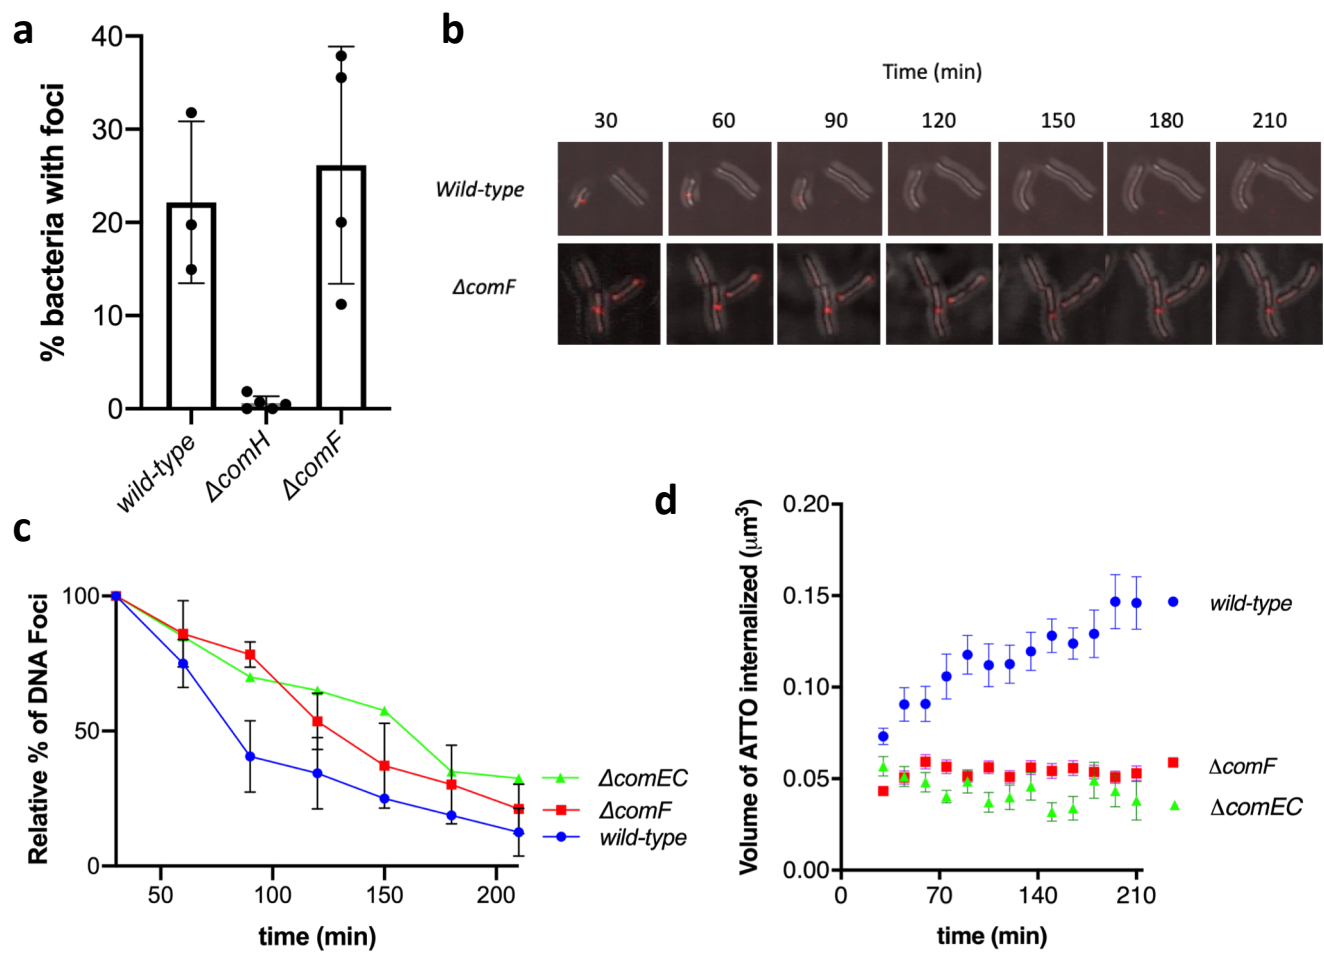 a
% bacteria with foci
40
30
20
10
0
wild-type
ΔcomH
ΔcomF
b
Time (min)
30 60 90 120 150 180 210
Wild-type
ΔcomF
c
Relative % of DNA Foci
100
50
0
50 100 150 200
time (min)
ΔcomEC
ΔcomF
wild-type
d
Volume of ATTO internalized (μm³)
0.20
0.15
0.10
0.05
0.00
0 70 140 210
time (min)
wild-type
ΔcomF
ΔcomEC